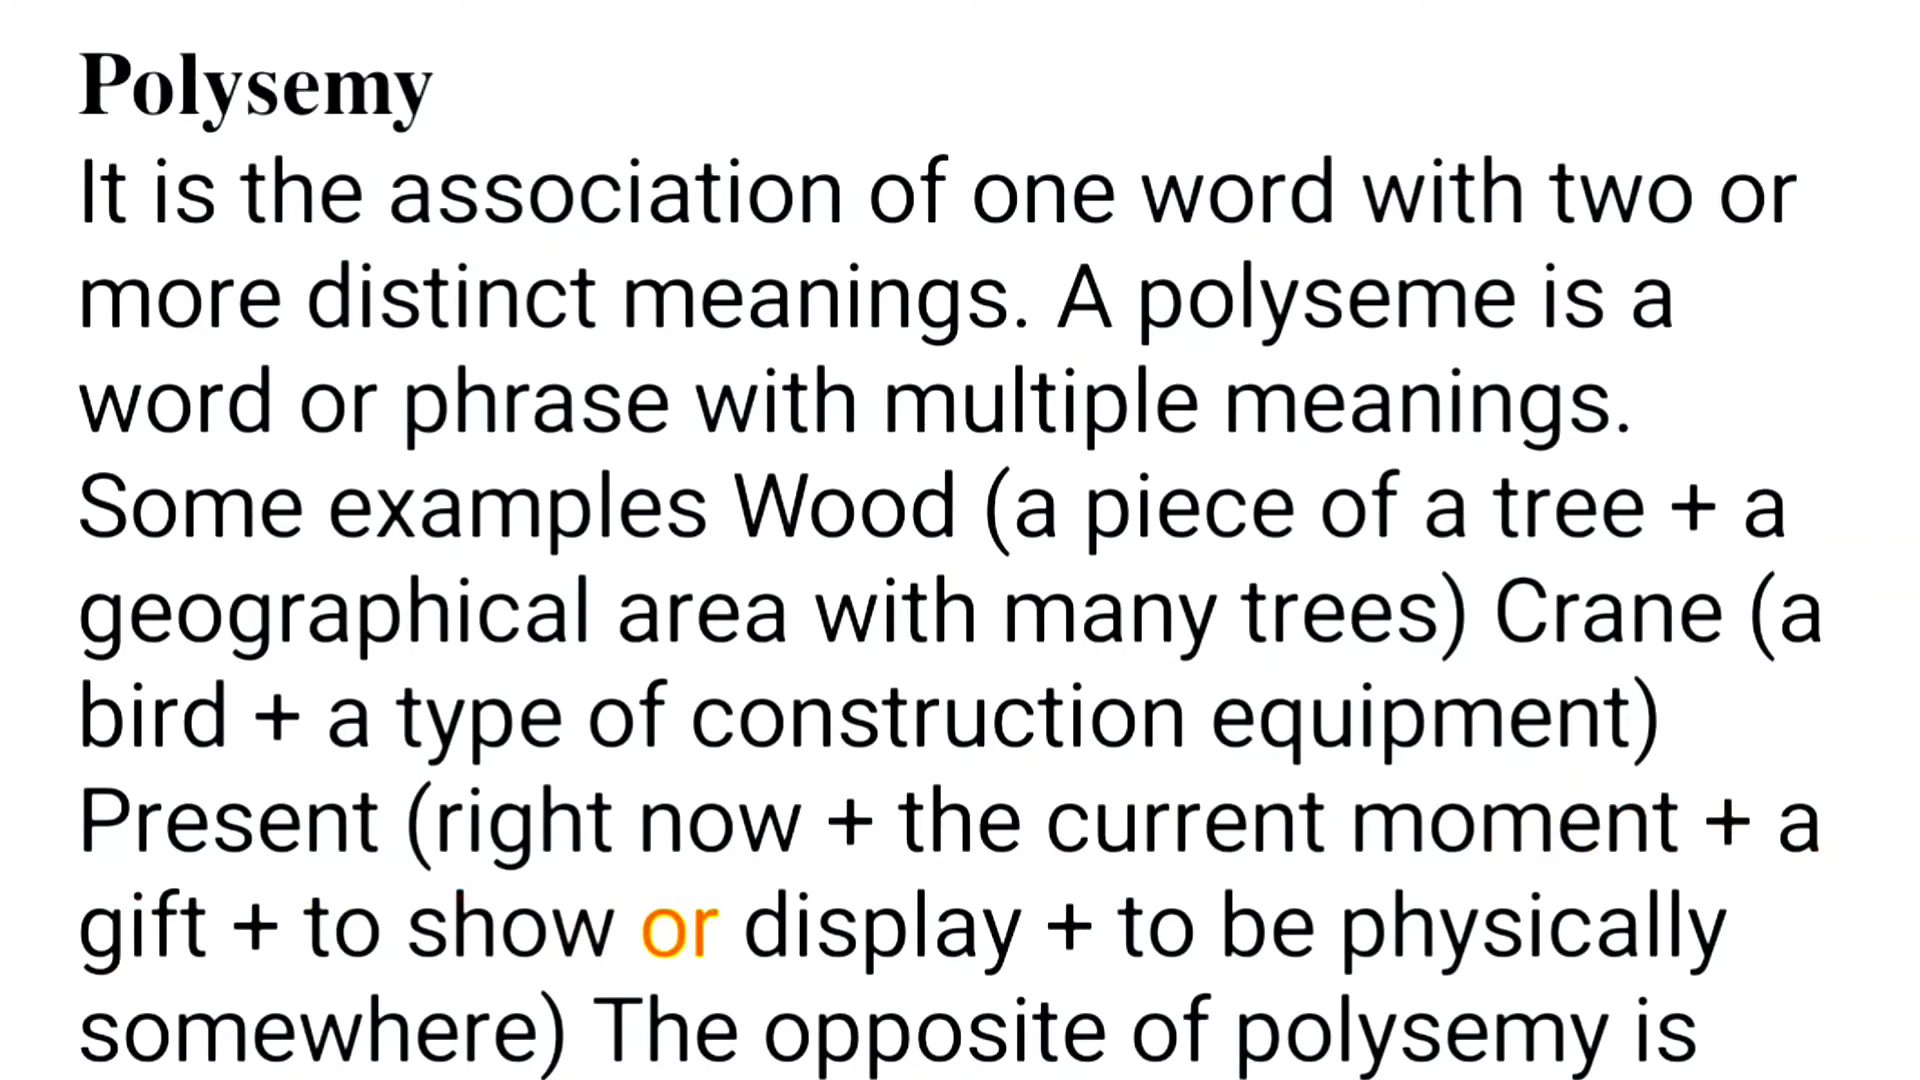 Polysemy
It is the association of one word with two or
more distinct meanings. A polyseme is a
word or phrase with multiple meanings.
Some examples Wood (a piece of a tree + a
geographical area with many trees) Crane (a
bird + a type of construction equipment)
Present (right now + the current moment + a
gift + to show or display + to be physically
somewhere) The opposite of polysemy is